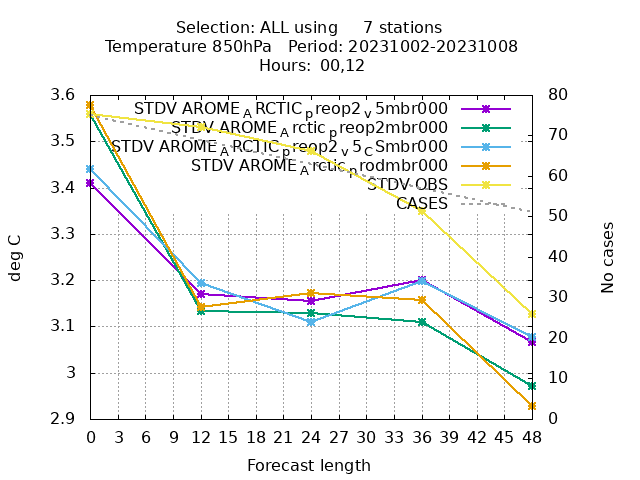 Selection: ALL using 7 stations
Temperature 850hPa Period: 20231002-20231008
Hours: 00,12
STDV AROME_ARCTIC_preop2_v5mbr000
STDV AROME_Arctic_preop2mbr000
STDV AROME_ARCTIC_preop2_v5_CSmbr000
STDV AROME_Arctic_prodmbr000
STDV OBS
CASES
3.6
3.5
3.4
3.3
3.2
3.1
3
2.9
80
70
60
50
40
30
20
10
0
deg C
No cases
0 3 6 9 12 15 18 21 24 27 30 33 36 39 42 45 48
Forecast length